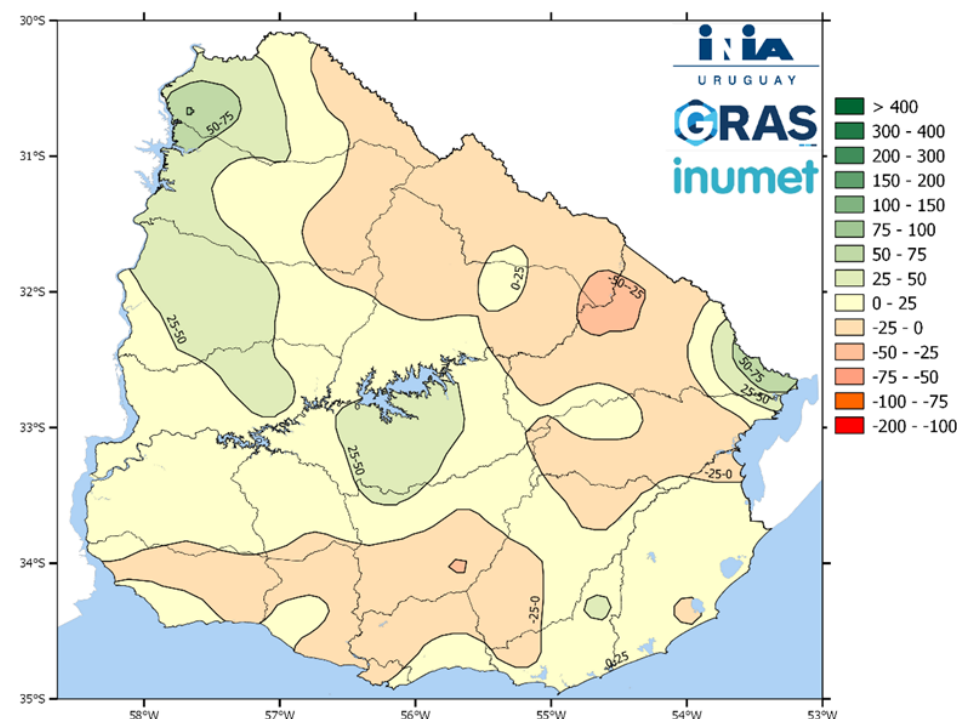 30°S
31°S
32°S
33°S
34°S
35°S
58°W
57°W
56°W
55°W
54°W
53°W
INIA
URUGUAY
GRAS
inumet
> 400
300 - 400
200 - 300
150 - 200
100 - 150
75 - 100
50 - 75
25 - 50
0 - 25
-25 - 0
-50 - -25
-75 - -50
-100 - -75
-200 - -100
50-75
25-50
0-25
-50--25
50-75
25-50
25-50
-25-0
-25-0
0-25